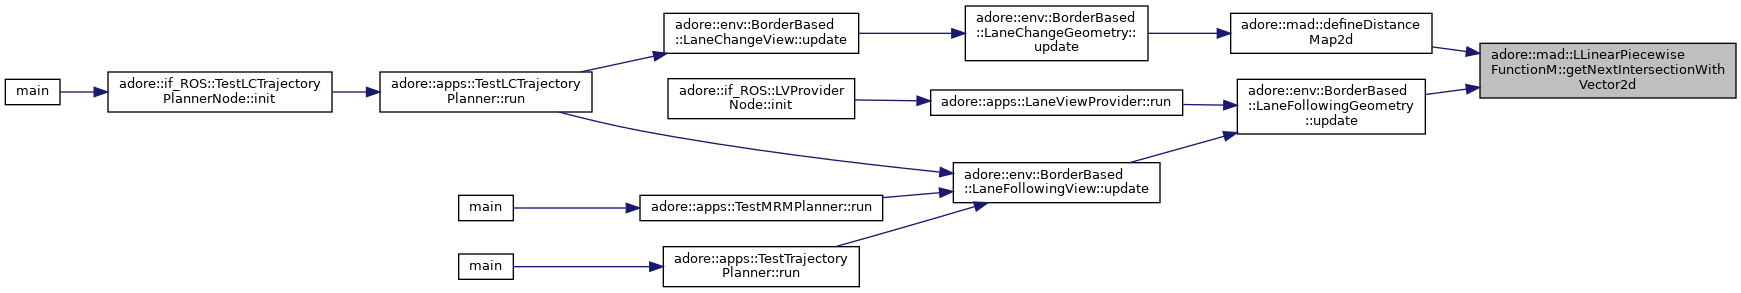 main
adore::if_ROS::TestLCTrajectory
PlannerNode::init
adore::apps::TestLCTrajectory
Planner::run
adore::env::BorderBased
::LaneChangeView::update
adore::env::BorderBased
::LaneChangeGeometry::
update
adore::mad::defineDistance
Map2d
adore::mad::LLinearPiecewise
FunctionM::getNextIntersectionWith
Vector2d
adore::if_ROS::LVProvider
Node::init
adore::apps::LaneViewProvider::run
adore::env::BorderBased
::LaneFollowingGeometry
::update
adore::env::BorderBased
::LaneFollowingView::update
main
adore::apps::TestMRMPlanner::run
main
adore::apps::TestTrajectory
Planner::run